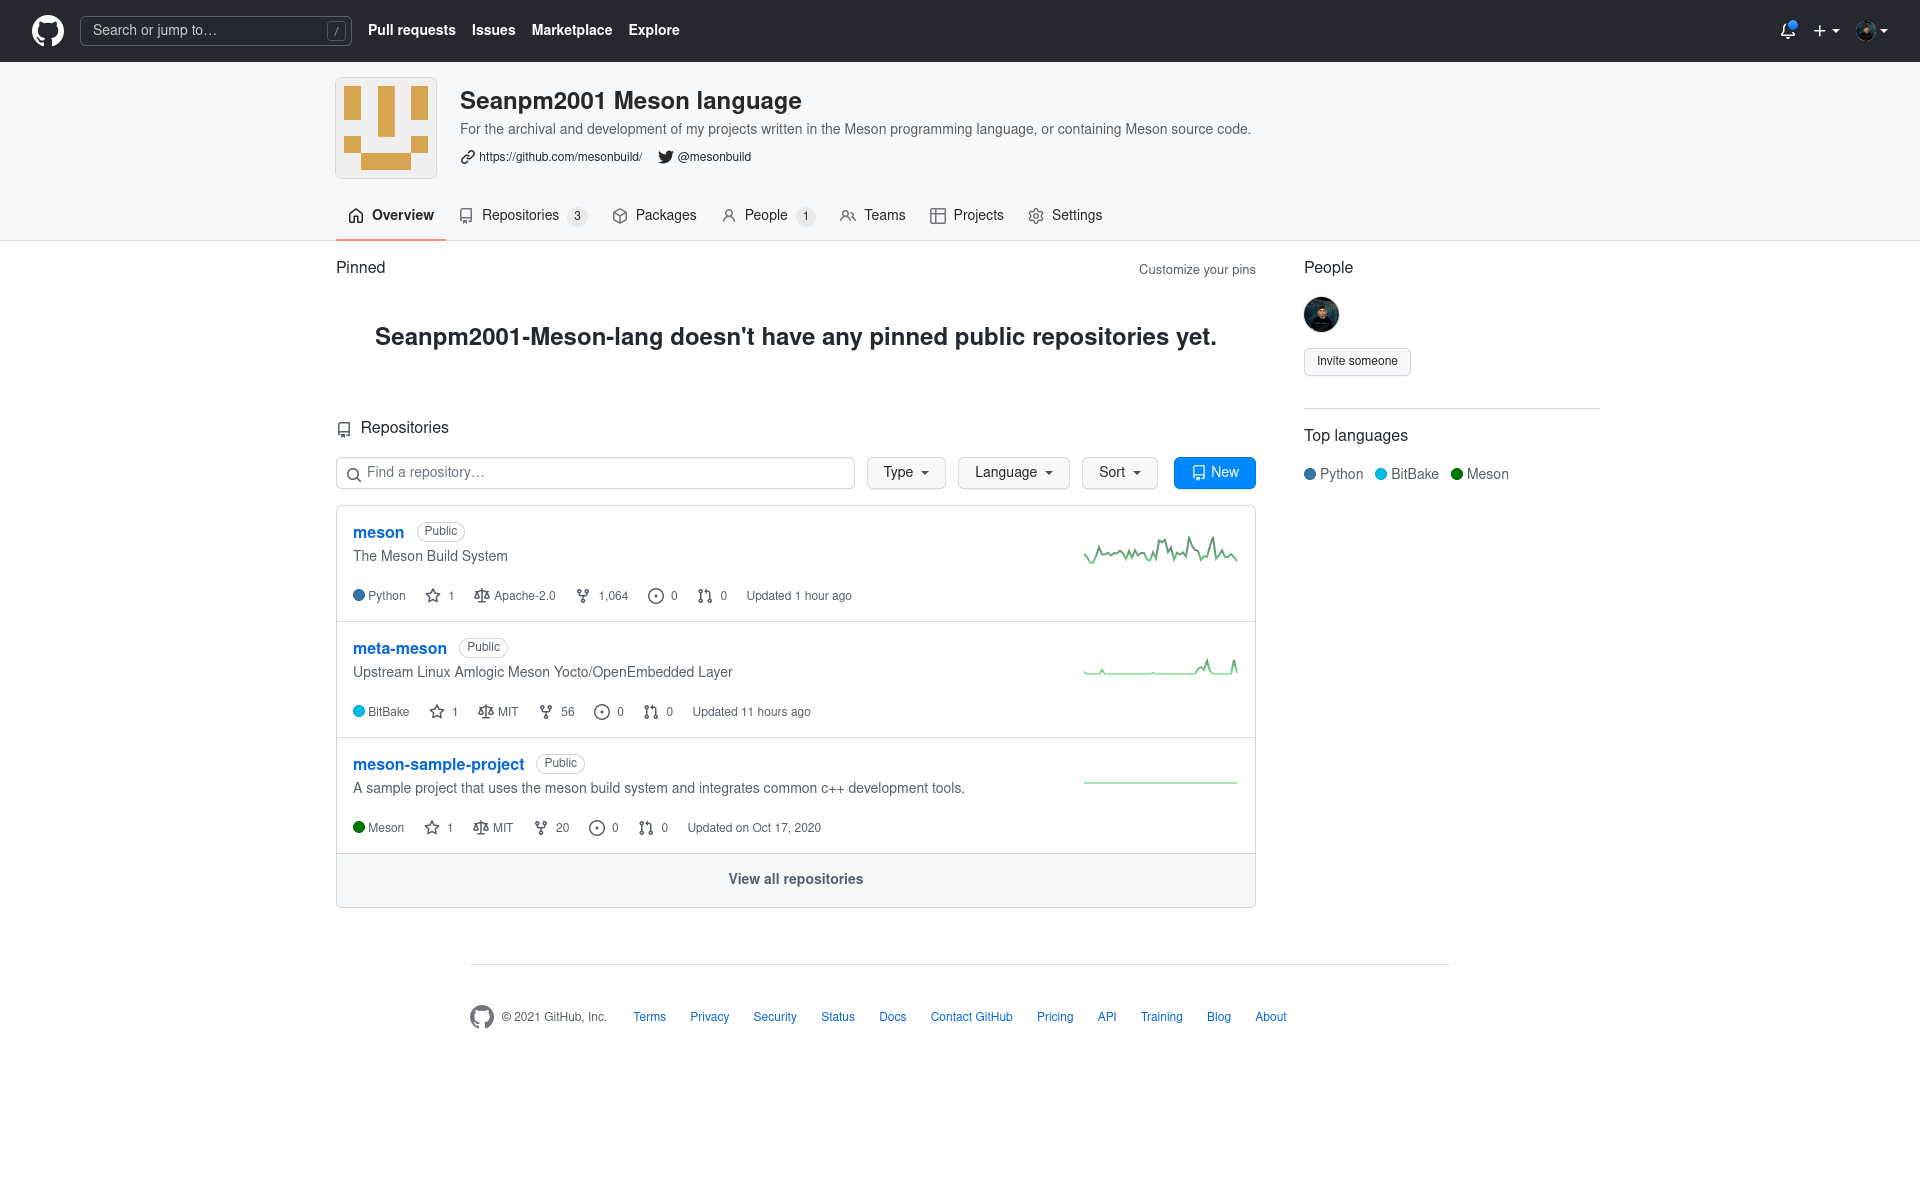 Search or jump to… / Pull requests Issues Marketplace Explore
Seanpm2001 Meson language
For the archival and development of my projects written in the Meson programming language, or containing Meson source code.
https://github.com/mesonbuild/ @mesonbuild
Overview Repositories 3 Packages People 1 Teams Projects Settings
Pinned Customize your pins
Seanpm2001-Meson-lang doesn't have any pinned public repositories yet.
Repositories
Find a repository… Type Language Sort New
meson Public
The Meson Build System
Python 1 Apache-2.0 1,064 0 0 Updated 1 hour ago
meta-meson Public
Upstream Linux Amlogic Meson Yocto/OpenEmbedded Layer
BitBake 1 MIT 56 0 0 Updated 11 hours ago
meson-sample-project Public
A sample project that uses the meson build system and integrates common c++ development tools.
Meson 1 MIT 20 0 0 Updated on Oct 17, 2020
View all repositories
People
Invite someone
Top languages
Python BitBake Meson
© 2021 GitHub, Inc. Terms Privacy Security Status Docs Contact GitHub Pricing API Training Blog About